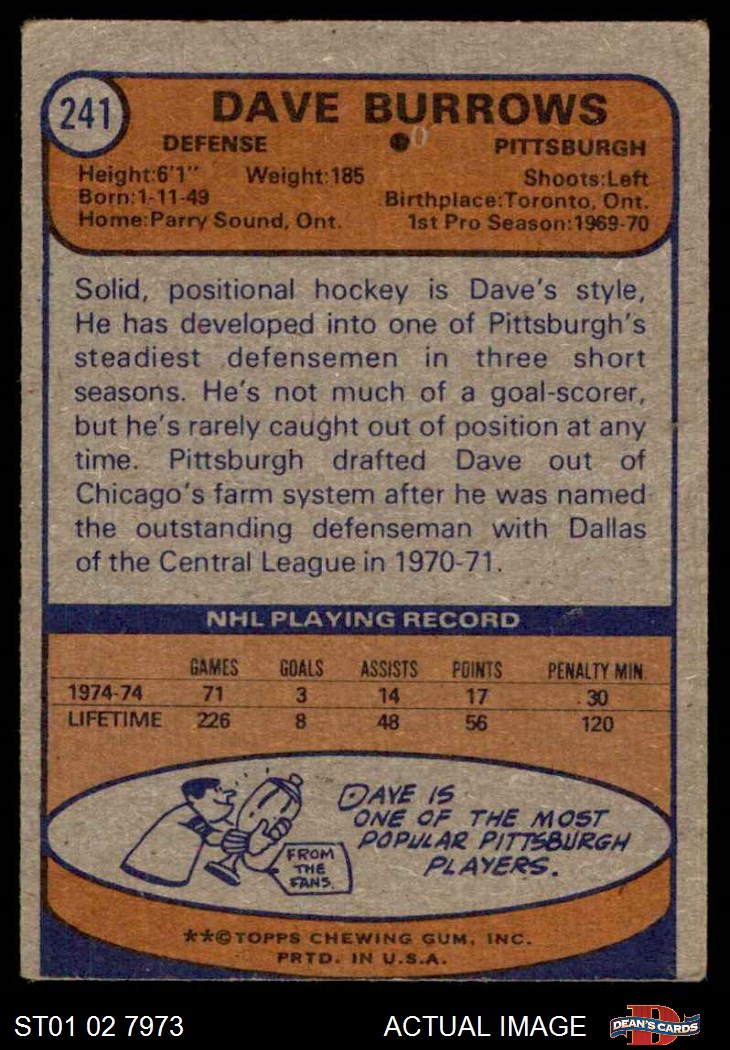 241
DAVE BURROWS
DEFENSE PITTSBURGH
Height:6'1" Weight:185 Shoots:Left
Born:1-11-49 Birthplace:Toronto, Ont.
Home:Parry Sound, Ont. 1st Pro Season:1969-70
Solid, positional hockey is Dave's style,
He has developed into one of Pittsburgh's
steadiest defensemen in three short
seasons. He's not much of a goal-scorer,
but he's rarely caught out of position at any
time. Pittsburgh drafted Dave out of
Chicago's farm system after he was named
the outstanding defenseman with Dallas
of the Central League in 1970-71.
NHL PLAYING RECORD
GAMES GOALS ASSISTS POINTS PENALTY MIN.
1974-74 71 3 14 17 30
LIFETIME 226 8 48 56 120
DAVE IS
ONE OF THE MOST
POPULAR PITTSBURGH
PLAYERS.
FROM
THE
FANS.
**©TOPPS CHEWING GUM, INC.
PRTD. IN U.S.A.
ST01 02 7973 ACTUAL IMAGE DEAN'S CARDS